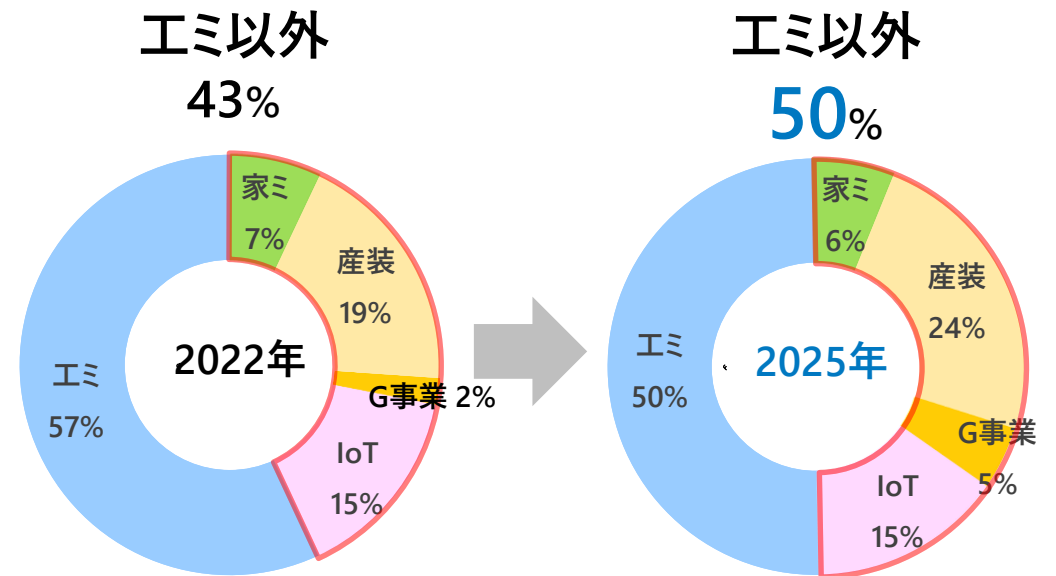 エミ以外
43%
家ミ
7%
産装
19%
G事業 2%
IoT
15%
エミ
57%
2022年
エミ以外
50%
家ミ
6%
産装
24%
G事業
5%
IoT
15%
エミ
50%
2025年